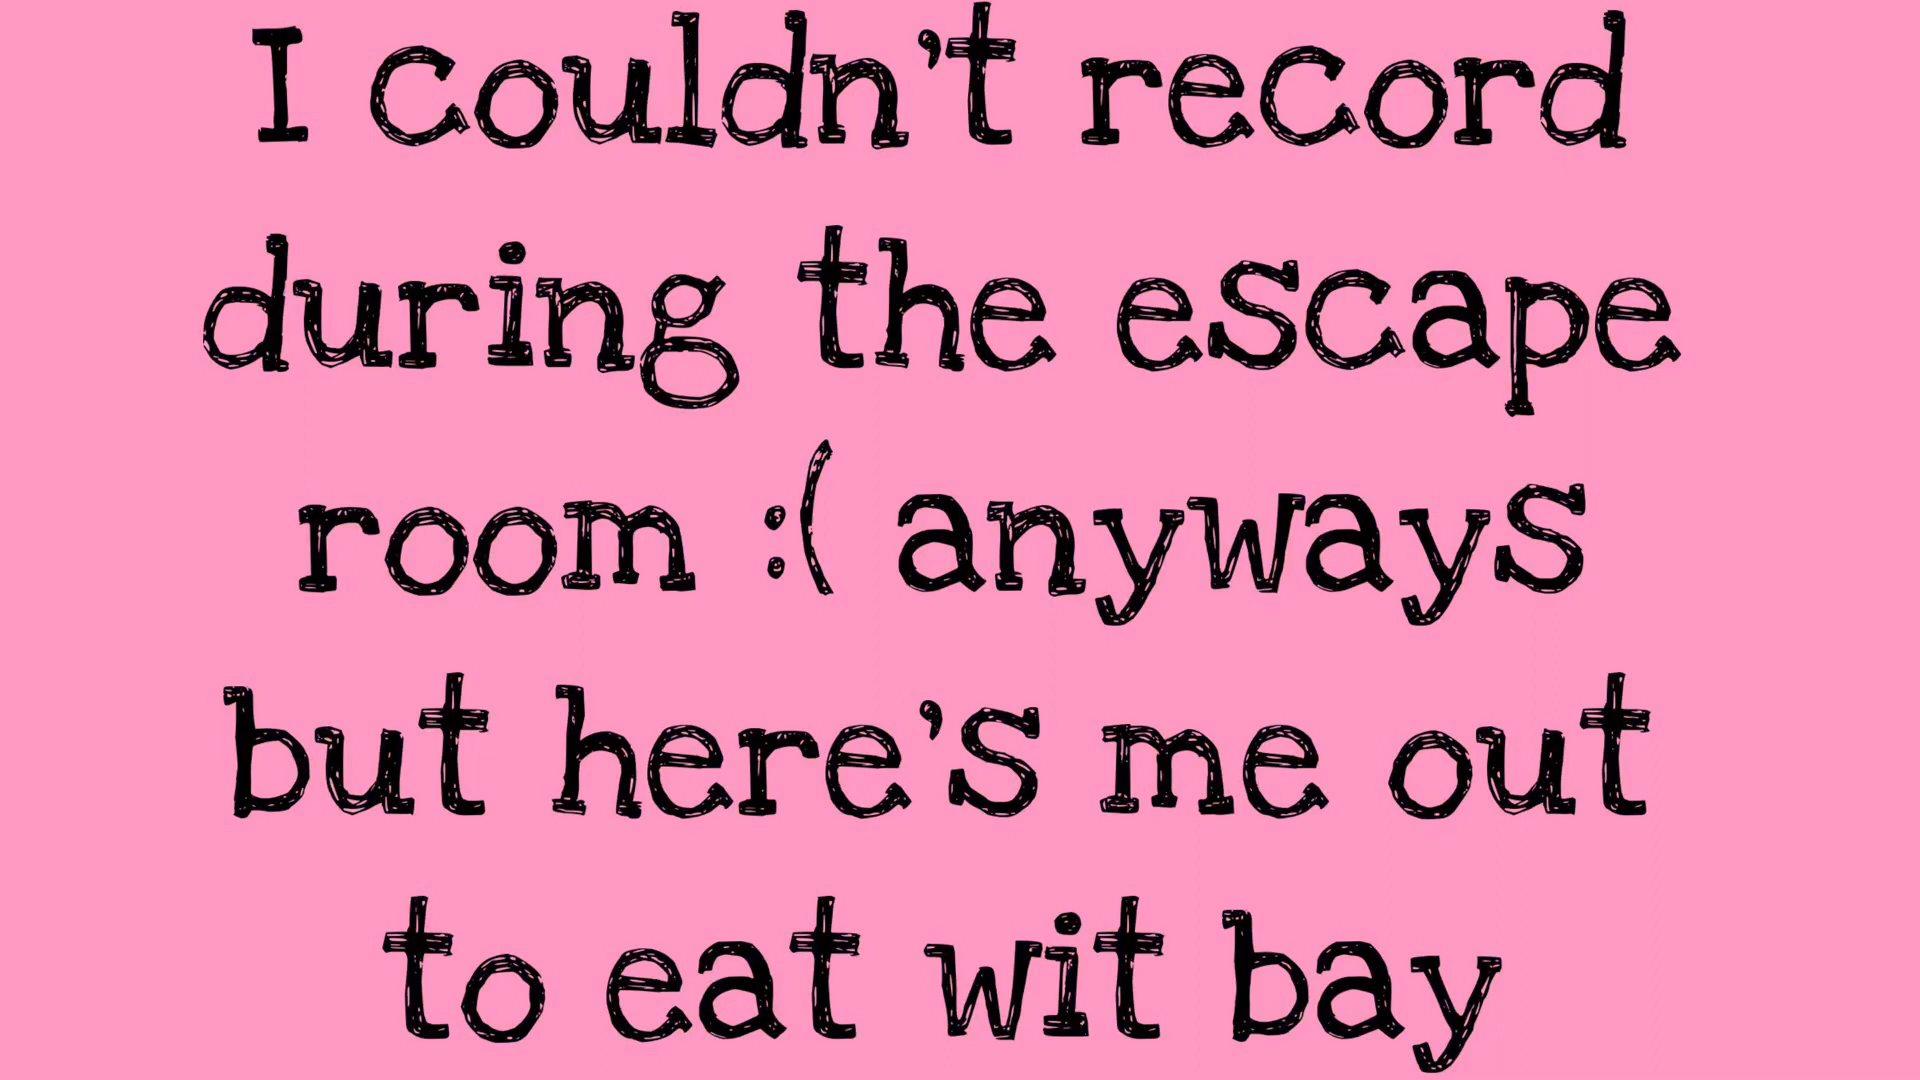 I couldn't record
during the escape
room :( anyways
but here's me out
to eat wit bay